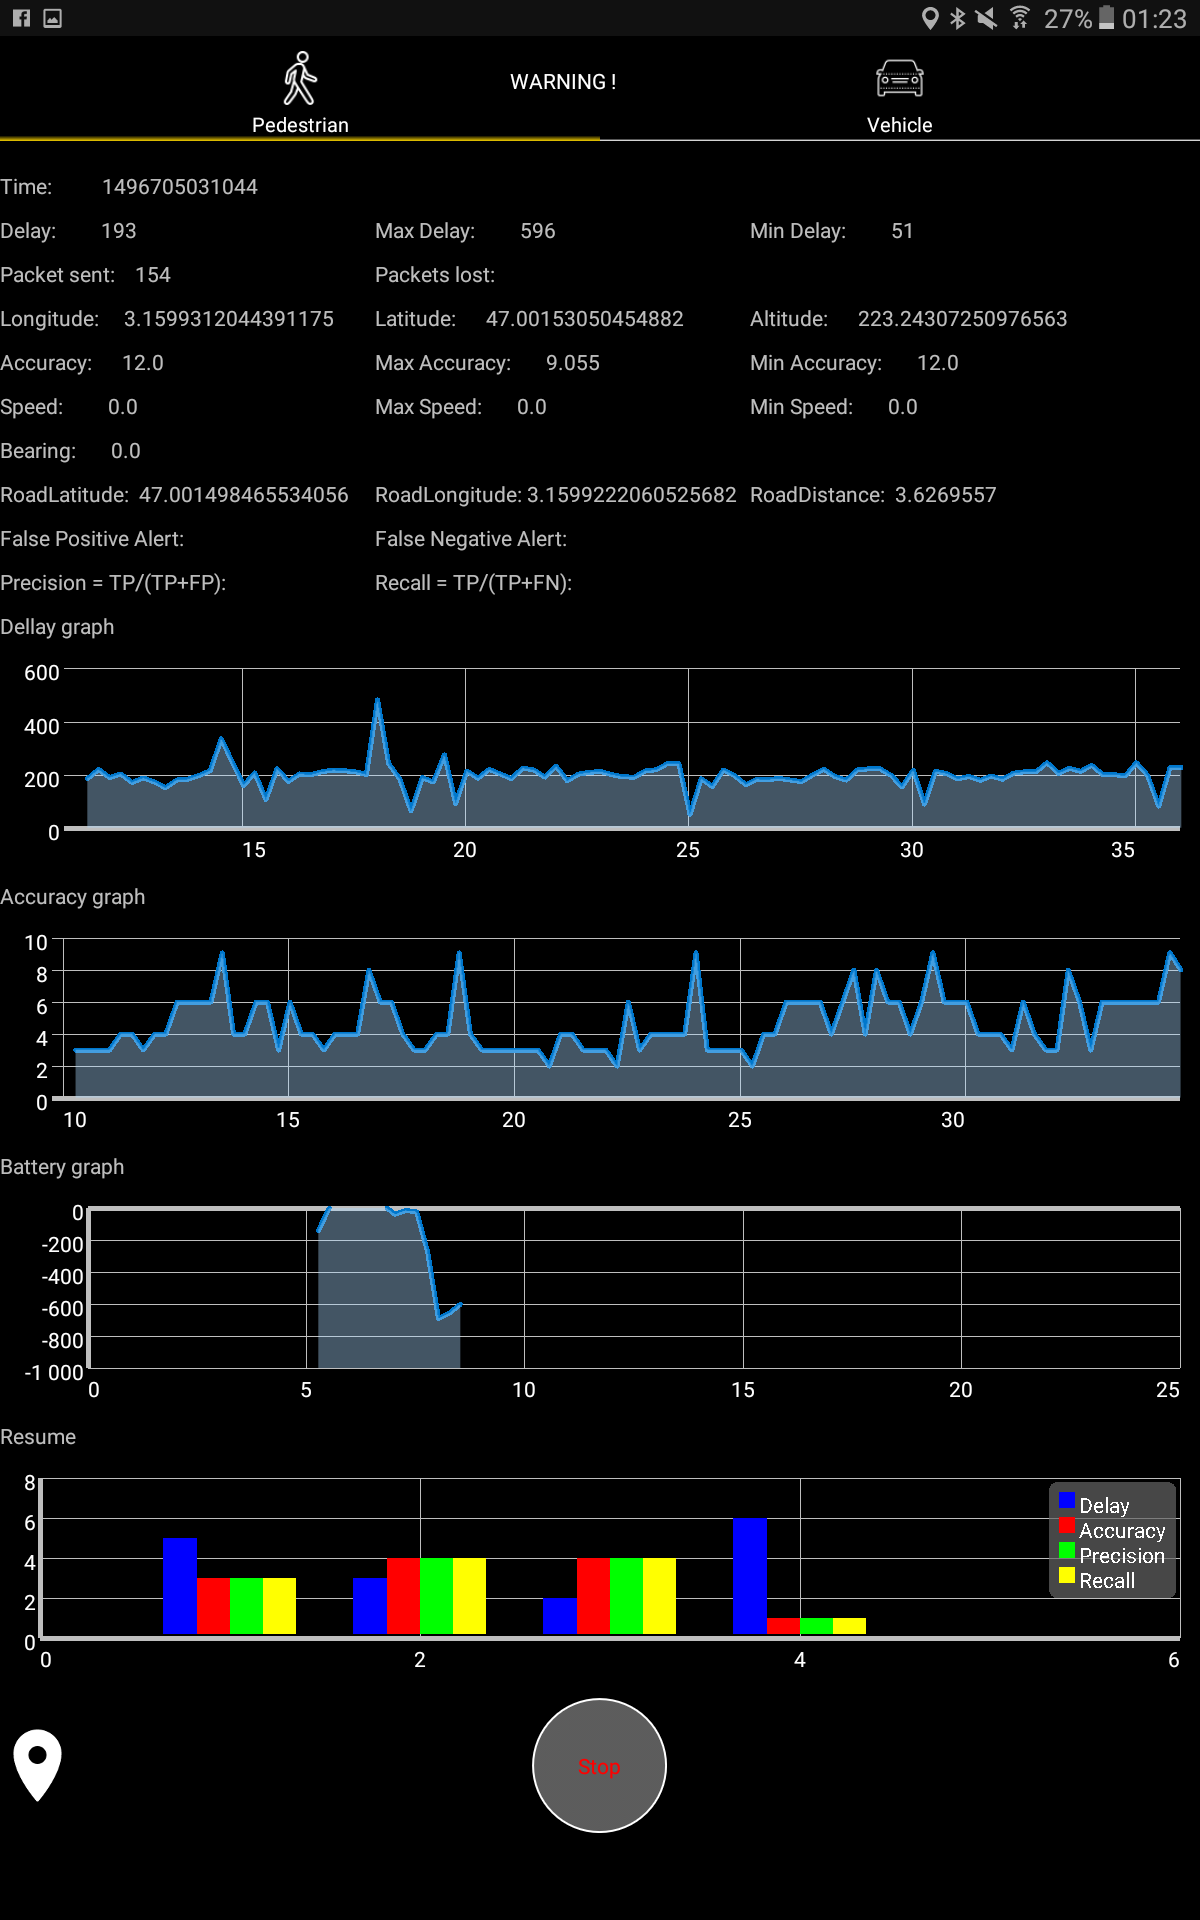 27% 01:23
WARNING !
Pedestrian Vehicle
Time: 1496705031044
Delay: 193 Max Delay: 596 Min Delay: 51
Packet sent: 154 Packets lost:
Longitude: 3.1599312044391175 Latitude: 47.00153050454882 Altitude: 223.24307250976563
Accuracy: 12.0 Max Accuracy: 9.055 Min Accuracy: 12.0
Speed: 0.0 Max Speed: 0.0 Min Speed: 0.0
Bearing: 0.0
RoadLatitude: 47.001498465534056 RoadLongitude: 3.1599222060525682 RoadDistance: 3.6269557
False Positive Alert: False Negative Alert:
Precision = TP/(TP+FP): Recall = TP/(TP+FN):
Dellay graph
600
400
200
0
15 20 25 30 35
Accuracy graph
10
8
6
4
2
0
10 15 20 25 30
Battery graph
0
-200
-400
-600
-800
-1 000
0 5 10 15 20 25
Resume
8
6
4
2
0
Delay
Accuracy
Precision
Recall
0 2 4 6
Stop